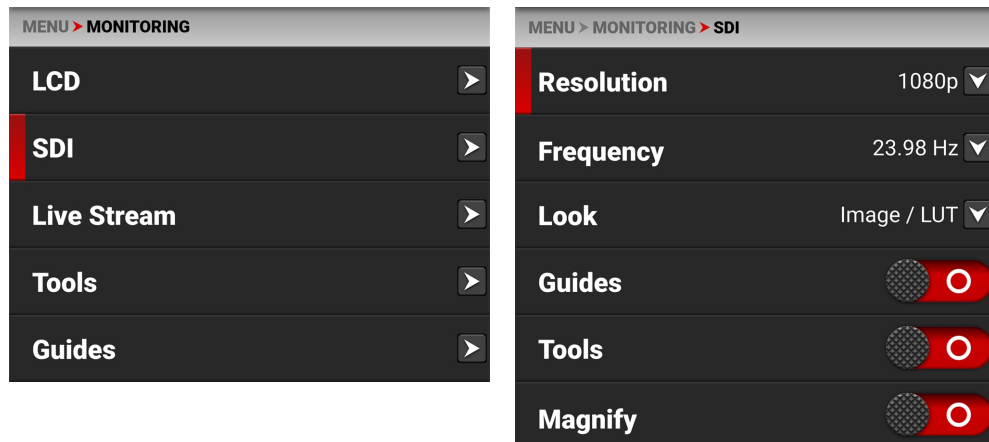 MENU ➤ MONITORING
LCD
SDI
Live Stream
Tools
Guides
MENU ➤ MONITORING ➤ SDI
Resolution 1080p
Frequency 23.98 Hz
Look Image / LUT
Guides
Tools
Magnify